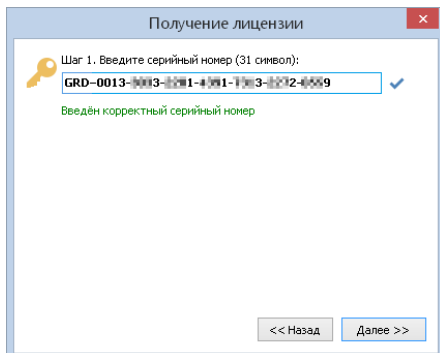 Получение лицензии
Шаг 1. Введите серийный номер (31 символ):
GRD-0013-
Введён корректный серийный номер
<< Назад
Далее >>